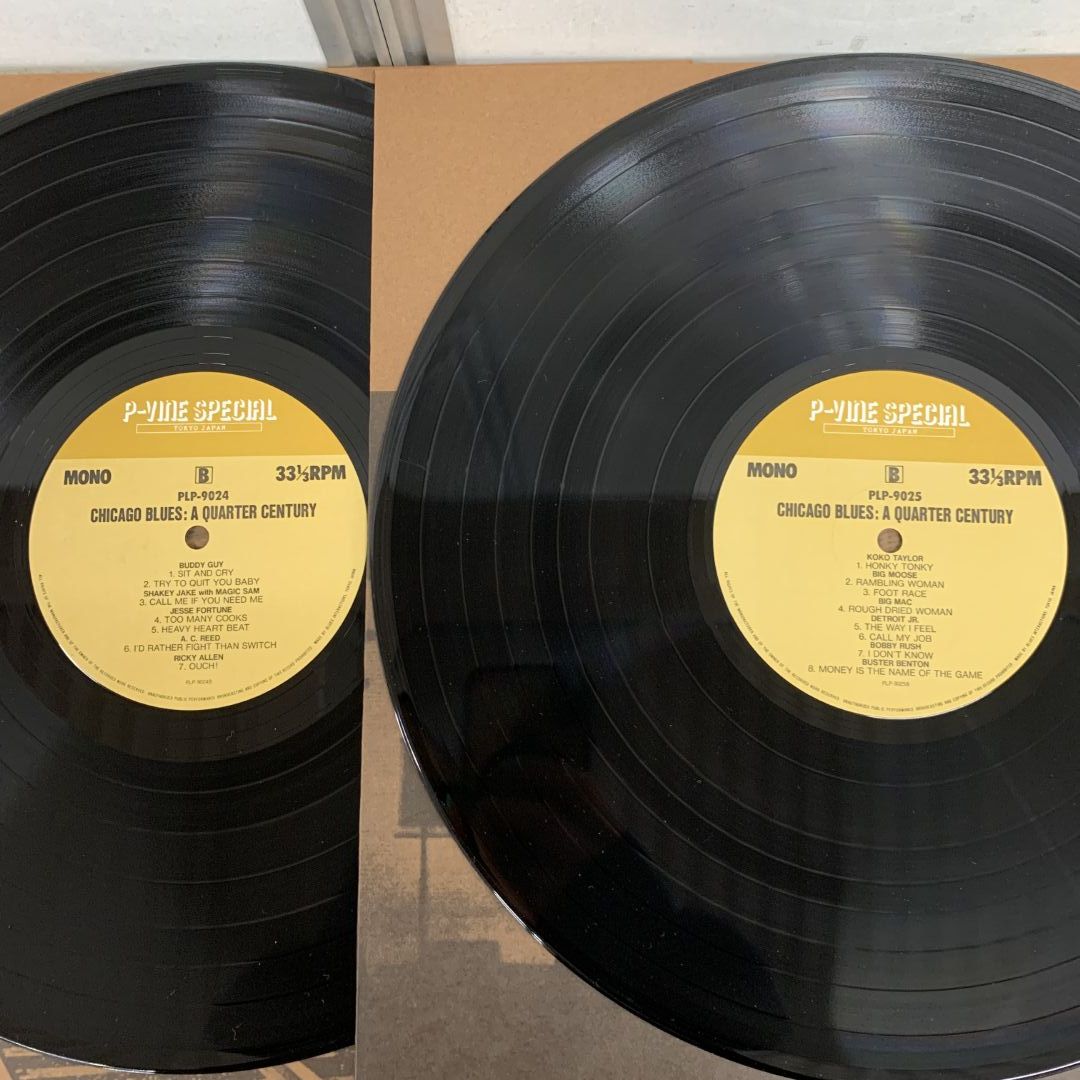 P-VINE SPECIAL
TOKYO JAPAN
MONO
B
33⅓RPM
PLP-9024
CHICAGO BLUES: A QUARTER CENTURY
BUDDY GUY
1. SIT AND CRY
2. TRY TO QUIT YOU BABY
SHAKEY JAKE with MAGIC SAM
3. CALL ME IF YOU NEED ME
JESSE FORTUNE
4. TOO MANY COOKS
5. HEAVY HEART BEAT
A. C. REED
6. I'D RATHER FIGHT THAN SWITCH
RICKY ALLEN
7. OUCH!
PLP-9024B
P-VINE SPECIAL
TOKYO JAPAN
MONO
B
33⅓RPM
PLP-9025
CHICAGO BLUES: A QUARTER CENTURY
KOKO TAYLOR
1. HONKY TONKY
BIG MOOSE
2. RAMBLING WOMAN
3. FOOT RACE
BIG MAC
4. ROUGH DRIED WOMAN
DETROIT JR.
5. THE WAY I FEEL
6. CALL MY JOB
BOBBY RUSH
7. I DON'T KNOW
BUSTER BENTON
8. MONEY IS THE NAME OF THE GAME
PLP-9025B